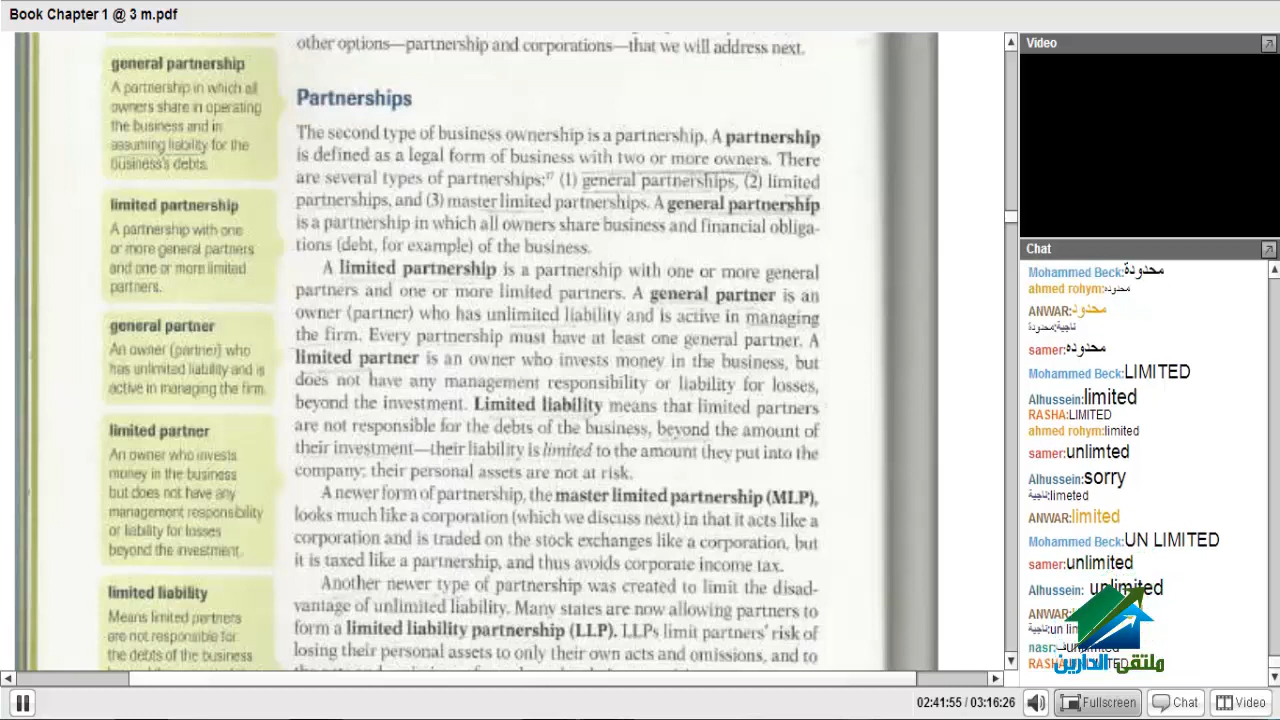 Book Chapter 1 @ 3 m.pdf
other options—partnership and corporations—that we will address next.
general partnership
A partnership in which all
owners share in operating
the business and in
assuming liability for the
business's debts.
limited partnership
A partnership with one
or more general partners
and one or more limited
partners.
general partner
An owner (partner) who
has unlimited liability and is
active in managing the firm.
limited partner
An owner who invests
money in the business
but does not have any
management responsibility
or liability for losses
beyond the investment.
limited liability
Means limited partners
are not responsible for
the debts of the business
Partnerships
The second type of business ownership is a partnership. A partnership
is defined as a legal form of business with two or more owners. There
are several types of partnerships:17 (1) general partnerships, (2) limited
partnerships, and (3) master limited partnerships. A general partnership
is a partnership in which all owners share business and financial obliga-
tions (debt, for example) of the business.
A limited partnership is a partnership with one or more general
partners and one or more limited partners. A general partner is an
owner (partner) who has unlimited liability and is active in managing
the firm. Every partnership must have at least one general partner. A
limited partner is an owner who invests money in the business, but
does not have any management responsibility or liability for losses,
beyond the investment. Limited liability means that limited partners
are not responsible for the debts of the business, beyond the amount of
their investment—their liability is limited to the amount they put into the
company; their personal assets are not at risk.
A newer form of partnership, the master limited partnership (MLP),
looks much like a corporation (which we discuss next) in that it acts like a
corporation and is traded on the stock exchanges like a corporation, but
it is taxed like a partnership, and thus avoids corporate income tax.
Another newer type of partnership was created to limit the disad-
vantage of unlimited liability. Many states are now allowing partners to
form a limited liability partnership (LLP). LLPs limit partners' risk of
losing their personal assets to only their own acts and omissions, and to
Video
Chat
Mohammed Beck:محدودة
ahmed rohym:محدوده
ANWAR:محدود
ناجية:محدودة
samer:محدوده
Mohammed Beck:LIMITED
Alhussein:limited
RASHA:LIMITED
ahmed rohym:limited
samer:unlimted
Alhussein:sorry
ناجية:limeted
ANWAR:limited
Mohammed Beck:UN LIMITED
samer:unlimited
Alhussein: unlimited
ANWAR:
ناجية:un lim
nasr:
RASHA
ملتقى الدارين
02:41:55 / 03:16:26
Fullscreen
Chat
Video